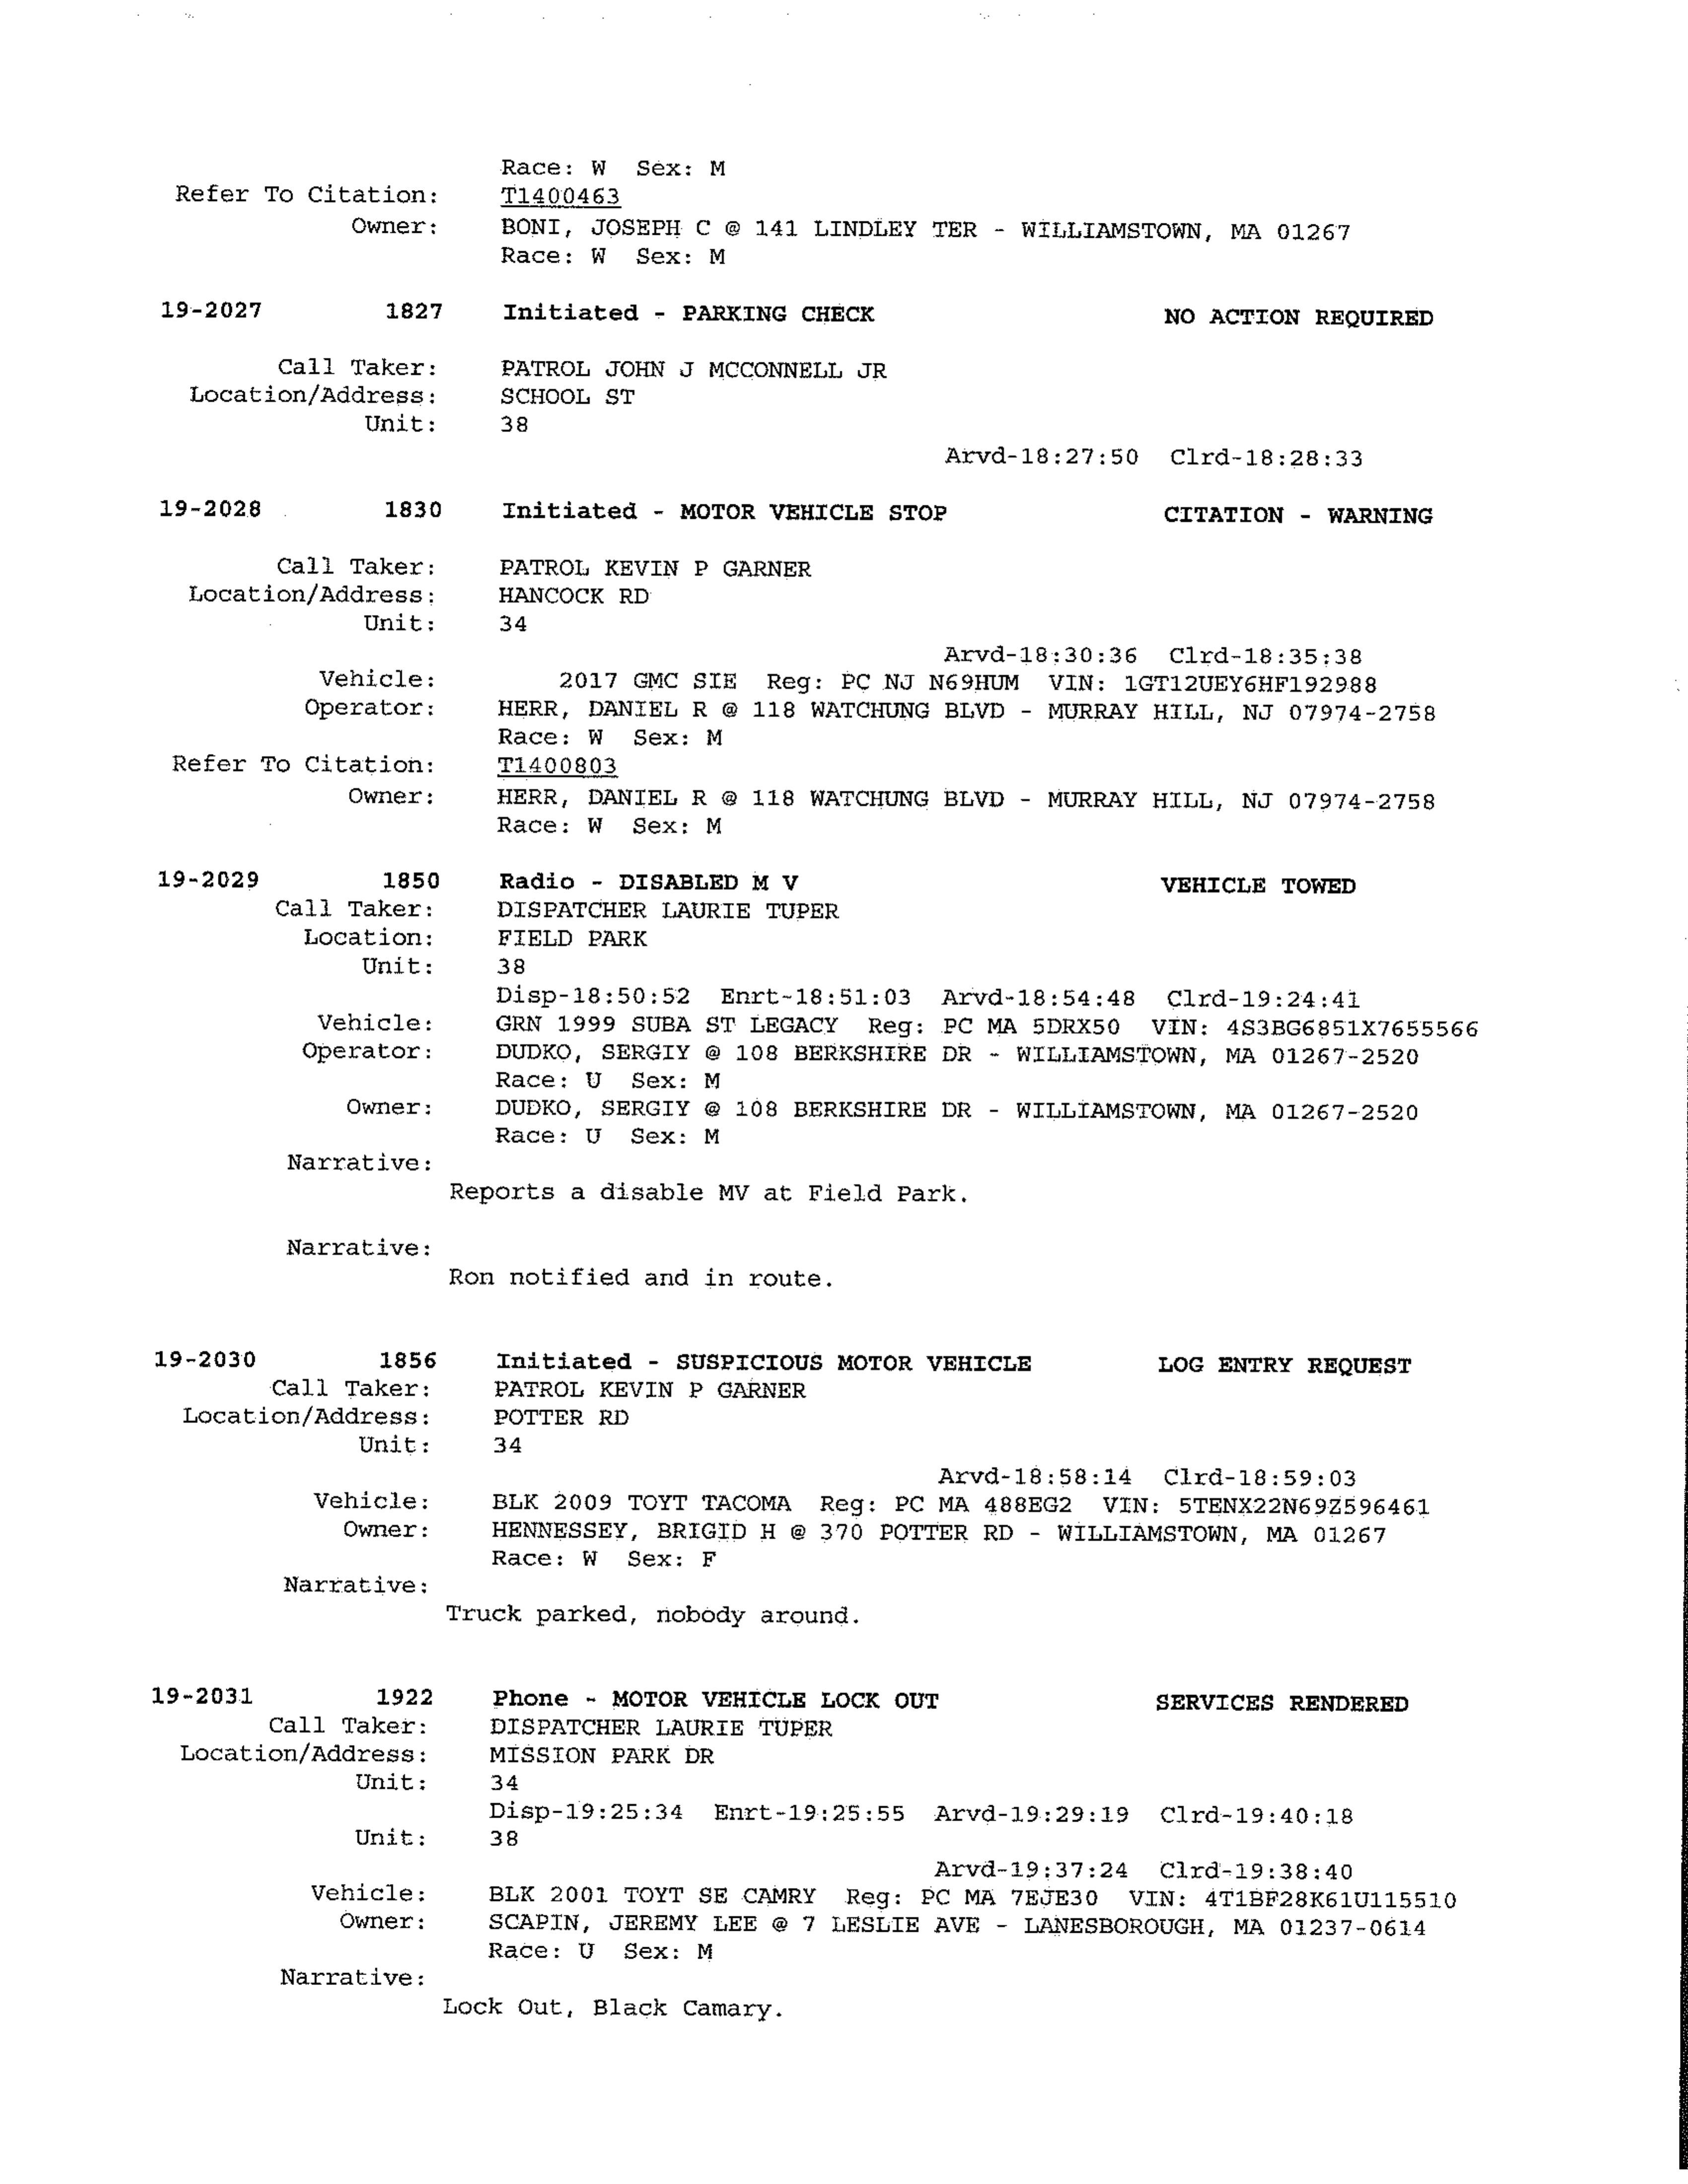 Race: W Sex: M
Refer To Citation: T1400463
Owner: BONI, JOSEPH C @ 141 LINDLEY TER - WILLIAMSTOWN, MA 01267
Race: W Sex: M
19-2027 1827 Initiated - PARKING CHECK NO ACTION REQUIRED
Call Taker: PATROL JOHN J MCCONNELL JR
Location/Address: SCHOOL ST
Unit: 38
Arvd-18:27:50 Clrd-18:28:33
19-2028 1830 Initiated - MOTOR VEHICLE STOP CITATION - WARNING
Call Taker: PATROL KEVIN P GARNER
Location/Address: HANCOCK RD
Unit: 34
Arvd-18:30:36 Clrd-18:35:38
Vehicle: 2017 GMC SIE Reg: PC NJ N69HUM VIN: 1GT12UEY6HF192988
Operator: HERR, DANIEL R @ 118 WATCHUNG BLVD - MURRAY HILL, NJ 07974-2758
Race: W Sex: M
Refer To Citation: T1400803
Owner: HERR, DANIEL R @ 118 WATCHUNG BLVD - MURRAY HILL, NJ 07974-2758
Race: W Sex: M
19-2029 1850 Radio - DISABLED M V VEHICLE TOWED
Call Taker: DISPATCHER LAURIE TUPER
Location: FIELD PARK
Unit: 38
Disp-18:50:52 Enrt-18:51:03 Arvd-18:54:48 Clrd-19:24:41
Vehicle: GRN 1999 SUBA ST LEGACY Reg: PC MA 5DRX50 VIN: 4S3BG6851X7655566
Operator: DUDKO, SERGIY @ 108 BERKSHIRE DR - WILLIAMSTOWN, MA 01267-2520
Race: U Sex: M
Owner: DUDKO, SERGIY @ 108 BERKSHIRE DR - WILLIAMSTOWN, MA 01267-2520
Race: U Sex: M
Narrative:
Reports a disable MV at Field Park.
Narrative:
Ron notified and in route.
19-2030 1856 Initiated - SUSPICIOUS MOTOR VEHICLE LOG ENTRY REQUEST
Call Taker: PATROL KEVIN P GARNER
Location/Address: POTTER RD
Unit: 34
Arvd-18:58:14 Clrd-18:59:03
Vehicle: BLK 2009 TOYT TACOMA Reg: PC MA 488EG2 VIN: 5TENX22N69Z596461
Owner: HENNESSEY, BRIGID H @ 370 POTTER RD - WILLIAMSTOWN, MA 01267
Race: W Sex: F
Narrative:
Truck parked, nobody around.
19-2031 1922 Phone - MOTOR VEHICLE LOCK OUT SERVICES RENDERED
Call Taker: DISPATCHER LAURIE TUPER
Location/Address: MISSION PARK DR
Unit: 34
Disp-19:25:34 Enrt-19:25:55 Arvd-19:29:19 Clrd-19:40:18
Unit: 38
Arvd-19:37:24 Clrd-19:38:40
Vehicle: BLK 2001 TOYT SE CAMRY Reg: PC MA 7EJE30 VIN: 4T1BF28K61U115510
Owner: SCAPIN, JEREMY LEE @ 7 LESLIE AVE - LANESBOROUGH, MA 01237-0614
Race: U Sex: M
Narrative:
Lock Out, Black Camary.